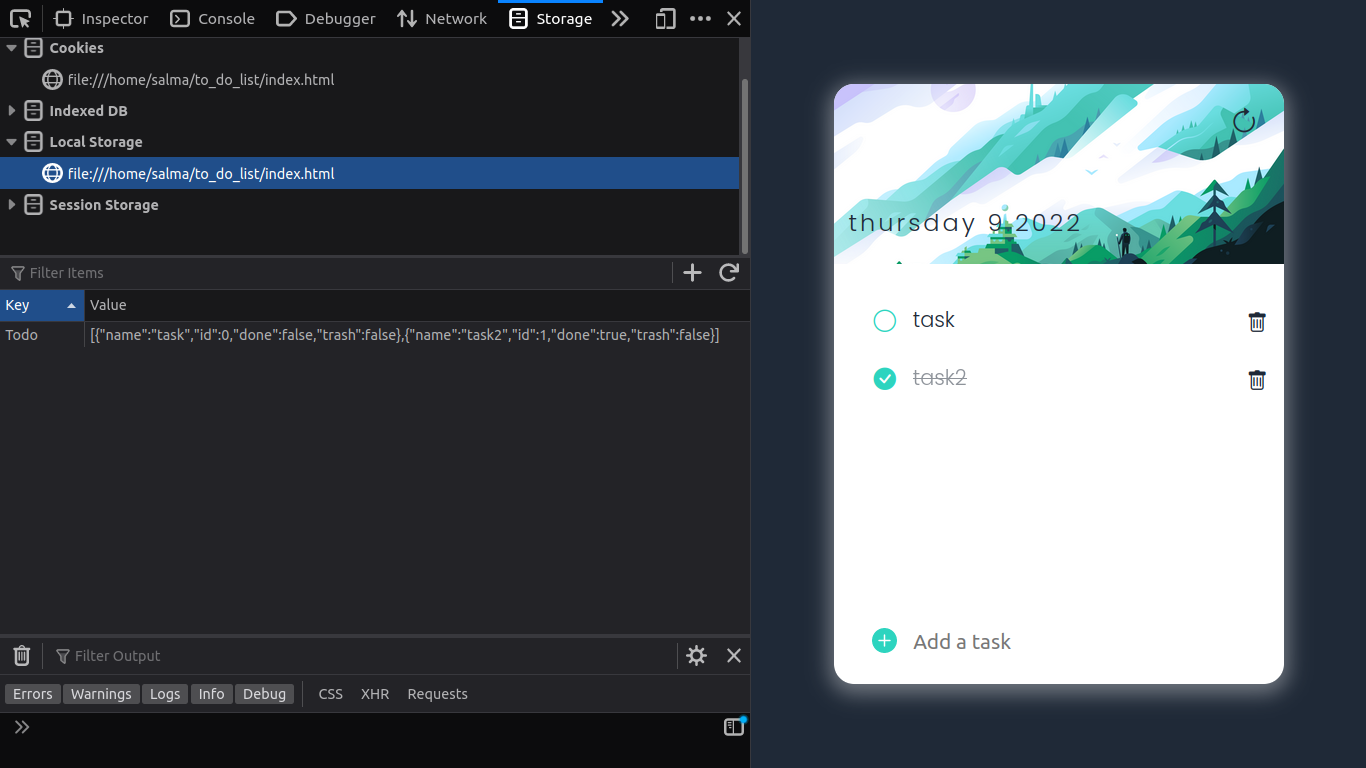 Inspector Console Debugger Network Storage
Cookies
file:///home/salma/to_do_list/index.html
Indexed DB
Local Storage
file:///home/salma/to_do_list/index.html
Session Storage
Filter Items
Key Value
Todo [{"name":"task","id":0,"done":false,"trash":false},{"name":"task2","id":1,"done":true,"trash":false}]
Filter Output
Errors Warnings Logs Info Debug CSS XHR Requests
thursday 9 2022
task
task2
Add a task